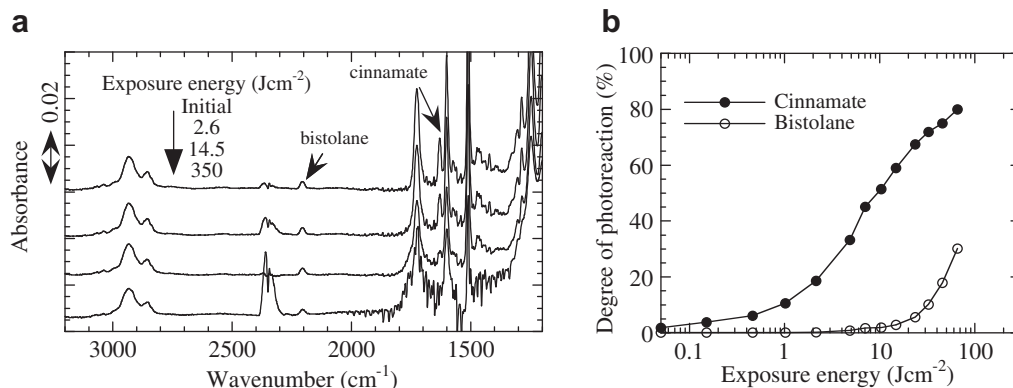 a
Absorbance
0.02
Exposure energy (Jcm⁻²)
Initial
2.6
14.5
350
cinnamate
bistolane
3000
2500
2000
1500
Wavenumber (cm⁻¹)
b
Degree of photoreaction (%)
100
80
60
40
20
0
Cinnamate
Bistolane
0.1
1
10
100
Exposure energy (Jcm⁻²)